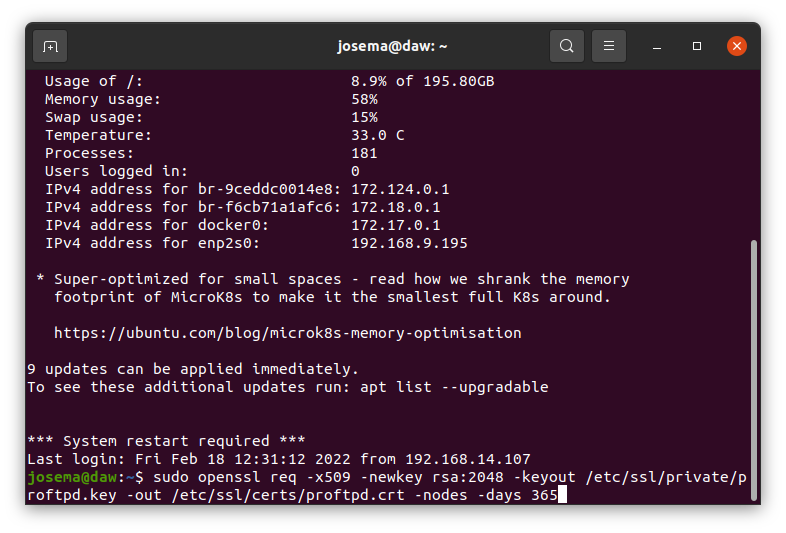 josema@daw: ~
Usage of /: 8.9% of 195.80GB
Memory usage: 58%
Swap usage: 15%
Temperature: 33.0 C
Processes: 181
Users logged in: 0
IPv4 address for br-9ceddc0014e8: 172.124.0.1
IPv4 address for br-f6cb71a1afc6: 172.18.0.1
IPv4 address for docker0: 172.17.0.1
IPv4 address for enp2s0: 192.168.9.195
* Super-optimized for small spaces - read how we shrank the memory
footprint of MicroK8s to make it the smallest full K8s around.
https://ubuntu.com/blog/microk8s-memory-optimisation
9 updates can be applied immediately.
To see these additional updates run: apt list --upgradable
*** System restart required ***
Last login: Fri Feb 18 12:31:12 2022 from 192.168.14.107
josema@daw:~$ sudo openssl req -x509 -newkey rsa:2048 -keyout /etc/ssl/private/p
roftpd.key -out /etc/ssl/certs/proftpd.crt -nodes -days 365